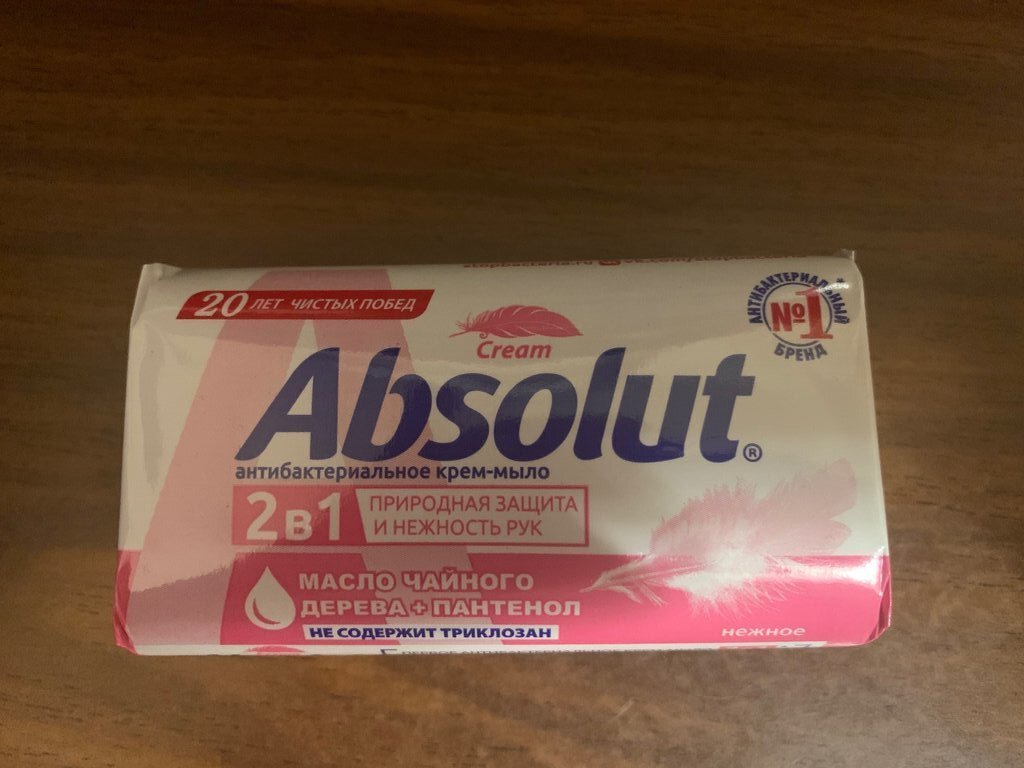 20 ЛЕТ ЧИСТЫХ ПОБЕД
АНТИБАКТЕРИАЛЬНЫЙ
№1
БРЕНД
Cream
Absolut®
антибактериальное крем-мыло
2в1
ПРИРОДНАЯ ЗАЩИТА
И НЕЖНОСТЬ РУК
МАСЛО ЧАЙНОГО
ДЕРЕВА + ПАНТЕНОЛ
НЕ СОДЕРЖИТ ТРИКЛОЗАН
нежное